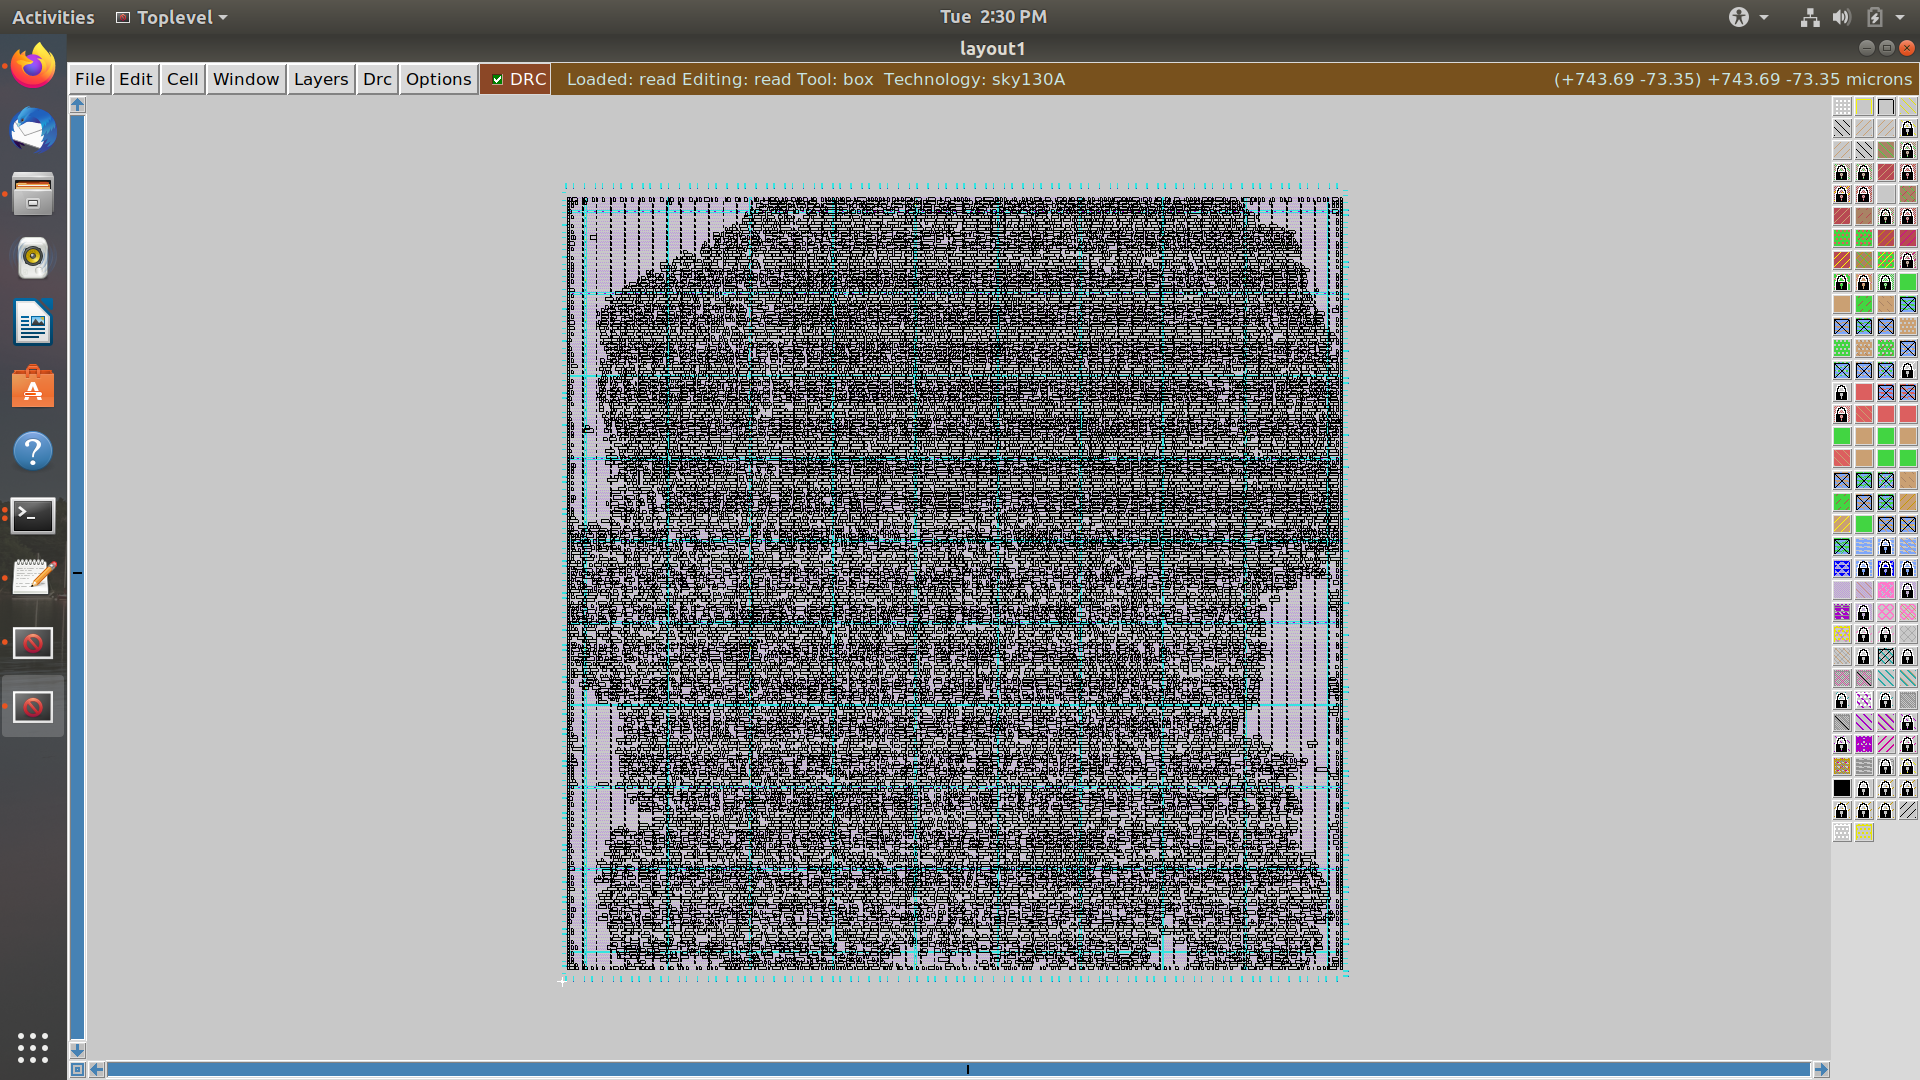 Activities Toplevel Tue 2:30 PM
layout1
File Edit Cell Window Layers Drc Options DRC Loaded: read Editing: read Tool: box Technology: sky130A (+743.69 -73.35) +743.69 -73.35 microns